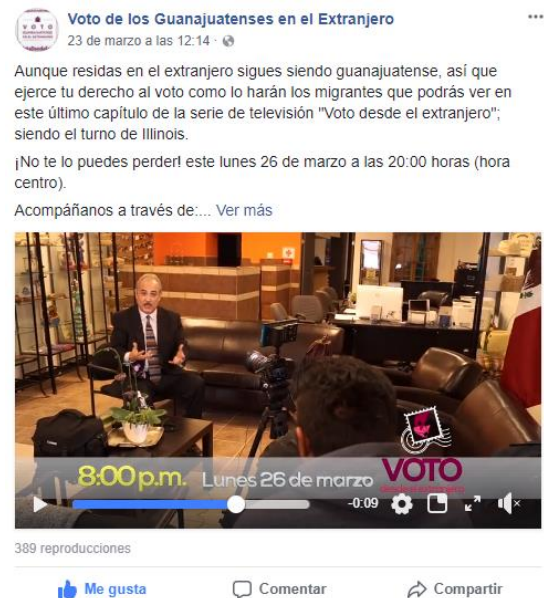 Voto de los Guanajuatenses en el Extranjero
23 de marzo a las 12:14 ·
Aunque residas en el extranjero sigues siendo guanajuatense, así que
ejerce tu derecho al voto como lo harán los migrantes que podrás ver en
este último capítulo de la serie de televisión "Voto desde el extranjero";
siendo el turno de Illinois.
¡No te lo puedes perder! este lunes 26 de marzo a las 20:00 horas (hora
centro).
Acompáñanos a través de:... Ver más
8:00 p.m. Lunes 26 de marzo
VOTO
desde el extranjero
-0:09
389 reproducciones
Me gusta
Comentar
Compartir